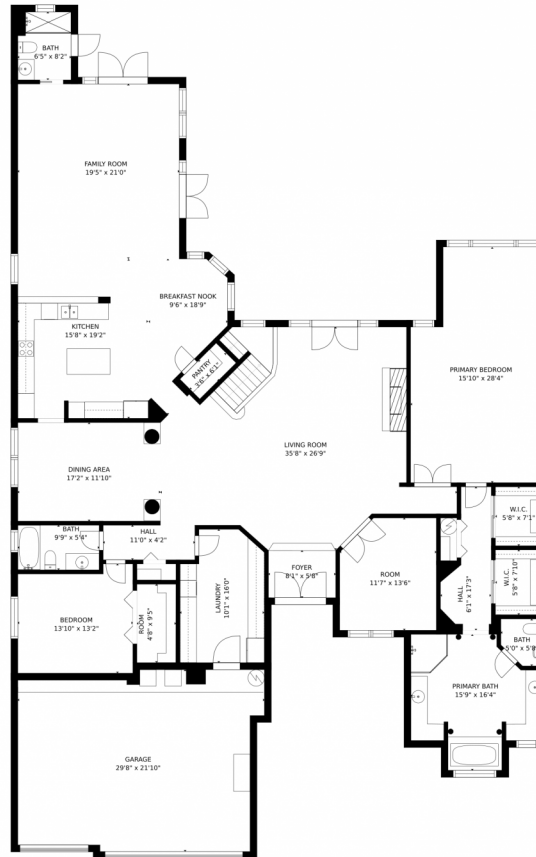 BATH
6'5" x 8'2"
FAMILY ROOM
19'5" x 21'0"
BREAKFAST NOOK
9'6" x 18'9"
KITCHEN
15'8" x 19'2"
PANTRY
3'6" x 6'1"
PRIMARY BEDROOM
15'10" x 28'4"
LIVING ROOM
35'8" x 26'9"
DINING AREA
17'2" x 11'10"
BATH
9'9" x 5'4"
HALL
11'0" x 4'2"
W.I.C.
5'8" x 7'1"
FOYER
8'1" x 5'8"
ROOM
11'7" x 13'6"
W.I.C.
5'8" x 7'10"
HALL
6'1" x 17'3"
LAUNDRY
10'1" x 16'0"
BEDROOM
13'10" x 13'2"
ROOM
4'8" x 9'5"
BATH
5'0" x 5'8
PRIMARY BATH
15'9" x 16'4"
GARAGE
29'8" x 21'10"